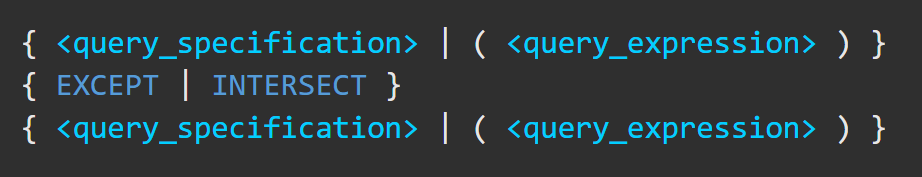 { <query_specification> | ( <query_expression> ) }
{ EXCEPT | INTERSECT }
{ <query_specification> | ( <query_expression> ) }